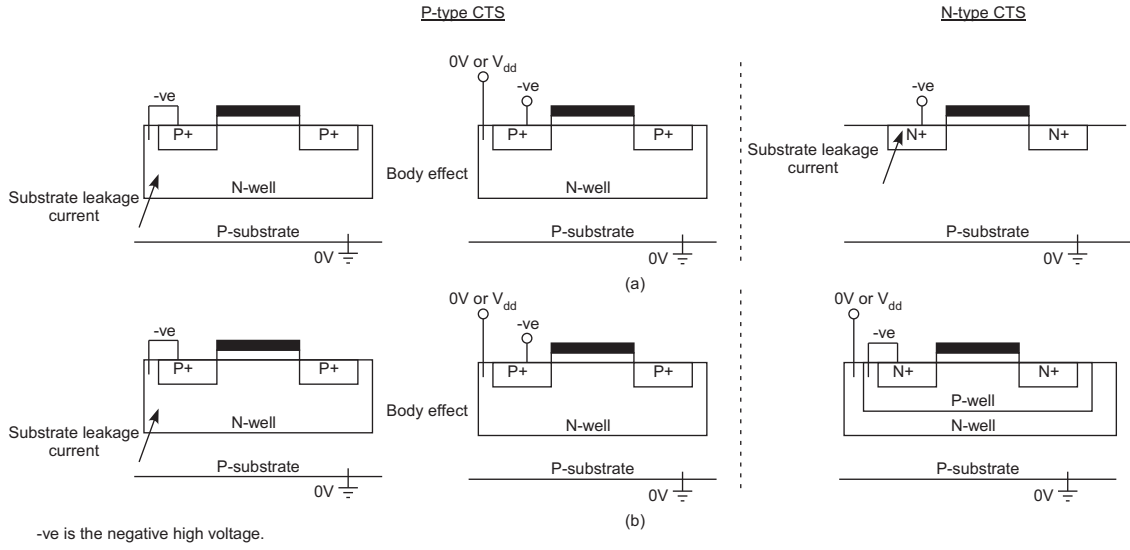 P-type CTS
N-type CTS
0V or Vdd
-ve
-ve
-ve
P+
P+
P+
P+
N+
N+
Substrate leakage
current
N-well
Body effect
N-well
Substrate leakage
current
P-substrate
0V
P-substrate
0V
P-substrate
0V
(a)
0V or Vdd
0V or Vdd
-ve
-ve
-ve
P+
P+
P+
P+
N+
N+
Substrate leakage
current
N-well
Body effect
N-well
P-well
N-well
P-substrate
0V
P-substrate
0V
P-substrate
0V
(b)
-ve is the negative high voltage.